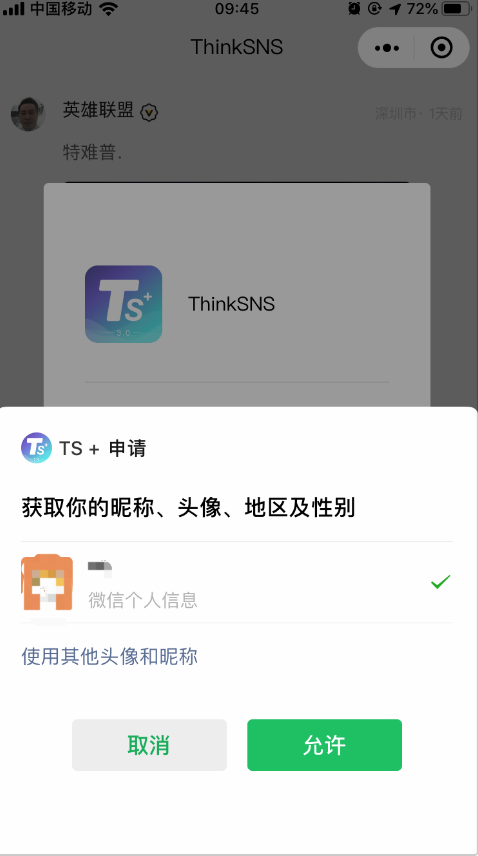 中国移动 09:45 72%
ThinkSNS
英雄联盟
深圳市· 1天前
特难普.
TS+
3.0
ThinkSNS
TS + 申请
获取你的昵称、头像、地区及性别
微信个人信息
使用其他头像和昵称
取消 允许